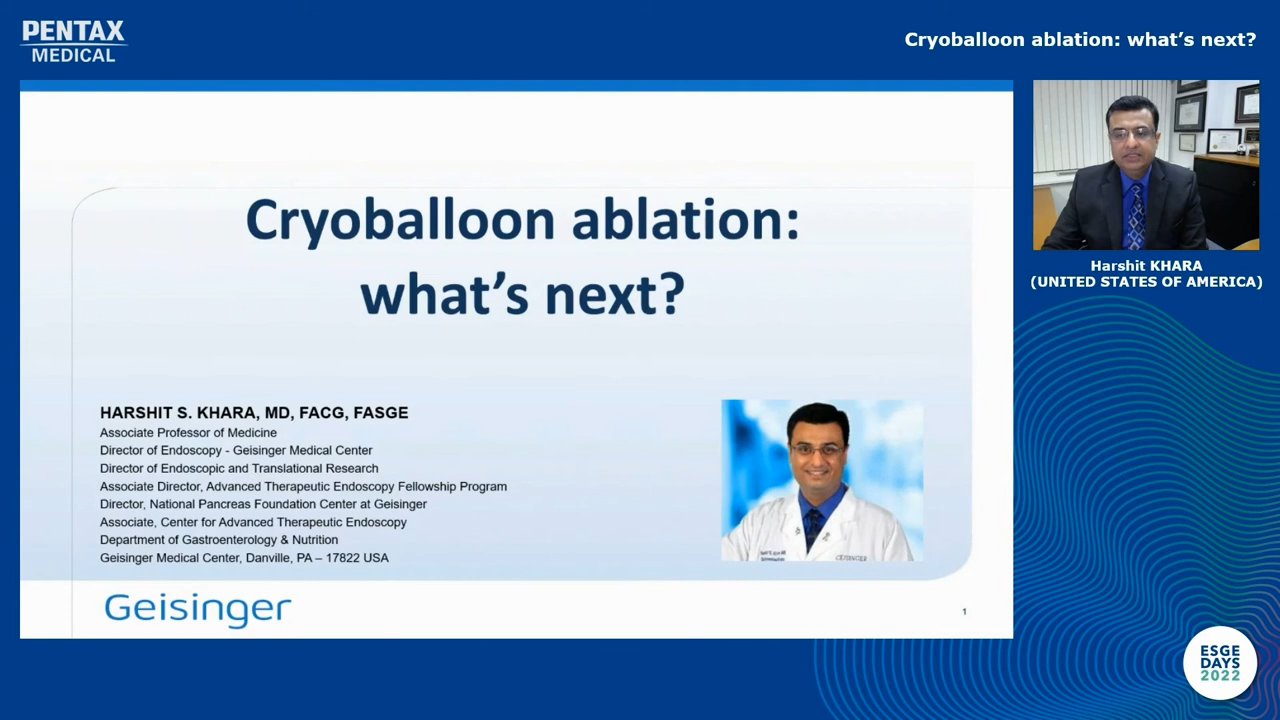 PENTAX
MEDICAL
Cryoballoon ablation: what's next?
Cryoballoon ablation:
what's next?
HARSHIT S. KHARA, MD, FACG, FASGE
Associate Professor of Medicine
Director of Endoscopy - Geisinger Medical Center
Director of Endoscopic and Translational Research
Associate Director, Advanced Therapeutic Endoscopy Fellowship Program
Director, National Pancreas Foundation Center at Geisinger
Associate, Center for Advanced Therapeutic Endoscopy
Department of Gastroenterology & Nutrition
Geisinger Medical Center, Danville, PA – 17822 USA
Geisinger
1
Harshit KHARA
(UNITED STATES OF AMERICA)
ESGE
DAYS
2022